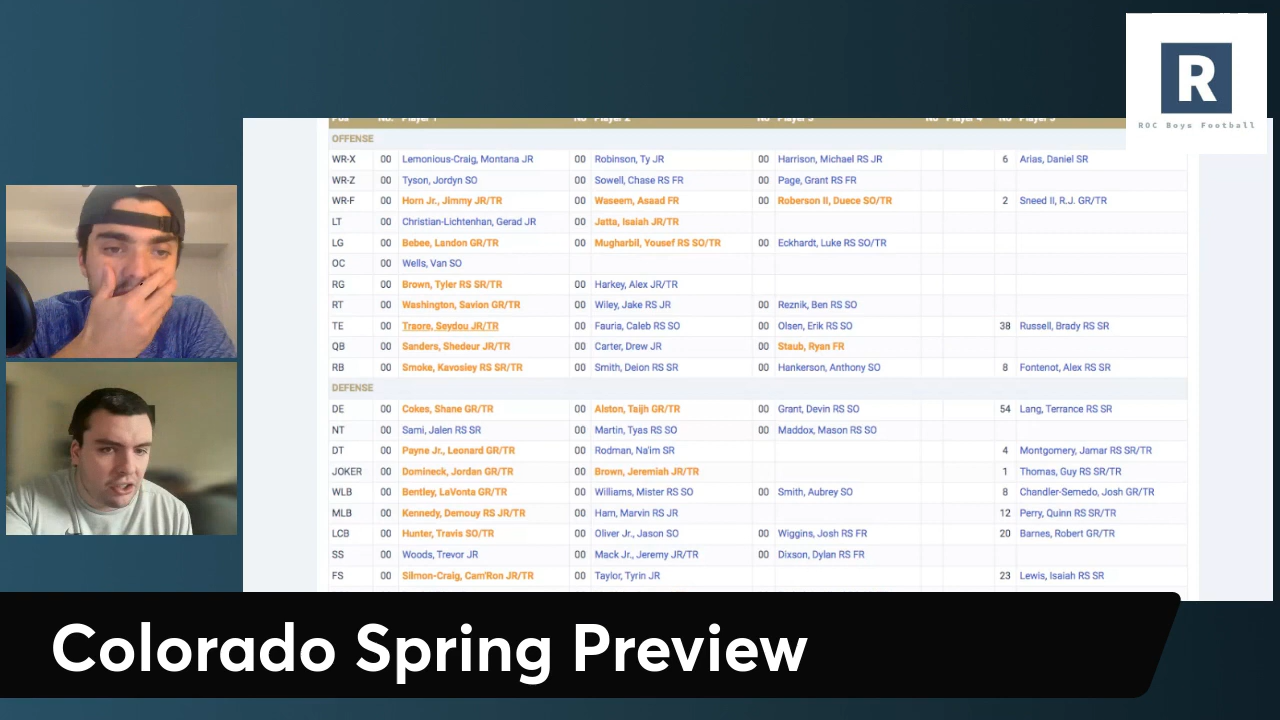 R
ROC Boys Football
Pos No. Player 1 No Player 2 No Player 3 No Player 4 No Player 5
OFFENSE
WR-X 00 Lemonious-Craig, Montana JR 00 Robinson, Ty JR 00 Harrison, Michael RS JR 6 Arias, Daniel SR
WR-Z 00 Tyson, Jordyn SO 00 Sowell, Chase RS FR 00 Page, Grant RS FR
WR-F 00 Horn Jr., Jimmy JR/TR 00 Waseem, Asaad FR 00 Roberson II, Duece SO/TR 2 Sneed II, R.J. GR/TR
LT 00 Christian-Lichtenhan, Gerad JR 00 Jatta, Isaiah JR/TR
LG 00 Bebee, Landon GR/TR 00 Mugharbil, Yousef RS SO/TR 00 Eckhardt, Luke RS SO/TR
OC 00 Wells, Van SO
RG 00 Brown, Tyler RS SR/TR 00 Harkey, Alex JR/TR
RT 00 Washington, Savion GR/TR 00 Wiley, Jake RS JR 00 Reznik, Ben RS SO
TE 00 Traore, Seydou JR/TR 00 Fauria, Caleb RS SO 00 Olsen, Erik RS SO 38 Russell, Brady RS SR
QB 00 Sanders, Shedeur JR/TR 00 Carter, Drew JR 00 Staub, Ryan FR
RB 00 Smoke, Kavosiey RS SR/TR 00 Smith, Deion RS SR 00 Hankerson, Anthony SO 8 Fontenot, Alex RS SR
DEFENSE
DE 00 Cokes, Shane GR/TR 00 Alston, Taijh GR/TR 00 Grant, Devin RS SO 54 Lang, Terrance RS SR
NT 00 Sami, Jalen RS SR 00 Martin, Tyas RS SO 00 Maddox, Mason RS SO
DT 00 Payne Jr., Leonard GR/TR 00 Rodman, Na'im SR 4 Montgomery, Jamar RS SR/TR
JOKER 00 Domineck, Jordan GR/TR 00 Brown, Jeremiah JR/TR 1 Thomas, Guy RS SR/TR
WLB 00 Bentley, LaVonta GR/TR 00 Williams, Mister RS SO 00 Smith, Aubrey SO 8 Chandler-Semedo, Josh GR/TR
MLB 00 Kennedy, Demouy RS JR/TR 00 Ham, Marvin RS JR 12 Perry, Quinn RS SR/TR
LCB 00 Hunter, Travis SO/TR 00 Oliver Jr., Jason SO 00 Wiggins, Josh RS FR 20 Barnes, Robert GR/TR
SS 00 Woods, Trevor JR 00 Mack Jr., Jeremy JR/TR 00 Dixson, Dylan RS FR
FS 00 Silmon-Craig, Cam'Ron JR/TR 00 Taylor, Tyrin JR 23 Lewis, Isaiah RS SR
Colorado Spring Preview